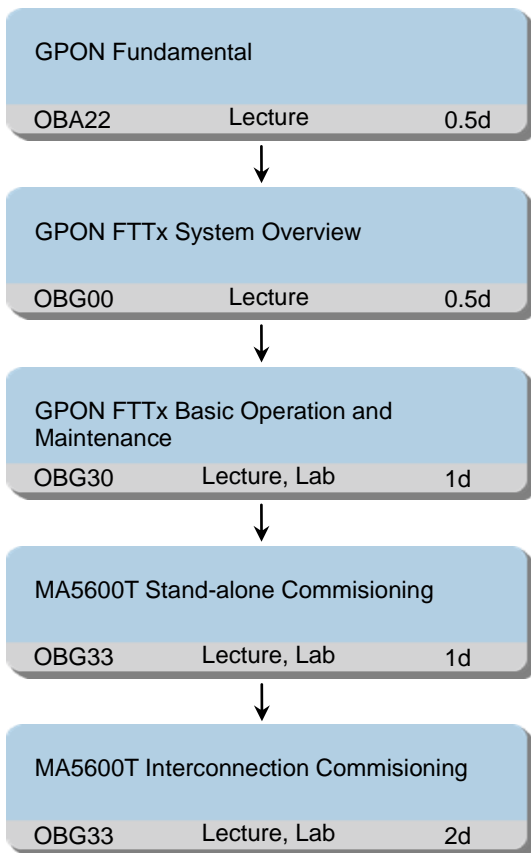 GPON Fundamental
OBA22 Lecture 0.5d
GPON FTTx System Overview
OBG00 Lecture 0.5d
GPON FTTx Basic Operation and
Maintenance
OBG30 Lecture, Lab 1d
MA5600T Stand-alone Commisioning
OBG33 Lecture, Lab 1d
MA5600T Interconnection Commisioning
OBG33 Lecture, Lab 2d